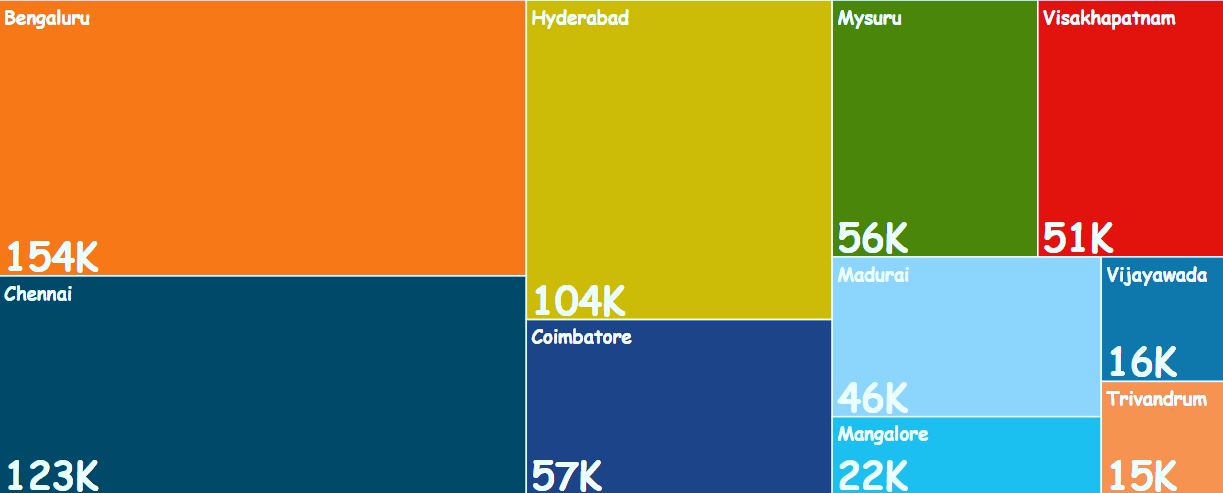 Bengaluru
154K
Chennai
123K
Hyderabad
104K
Coimbatore
57K
Mysuru
56K
Visakhapatnam
51K
Madurai
46K
Mangalore
22K
Vijayawada
16K
Trivandrum
15K